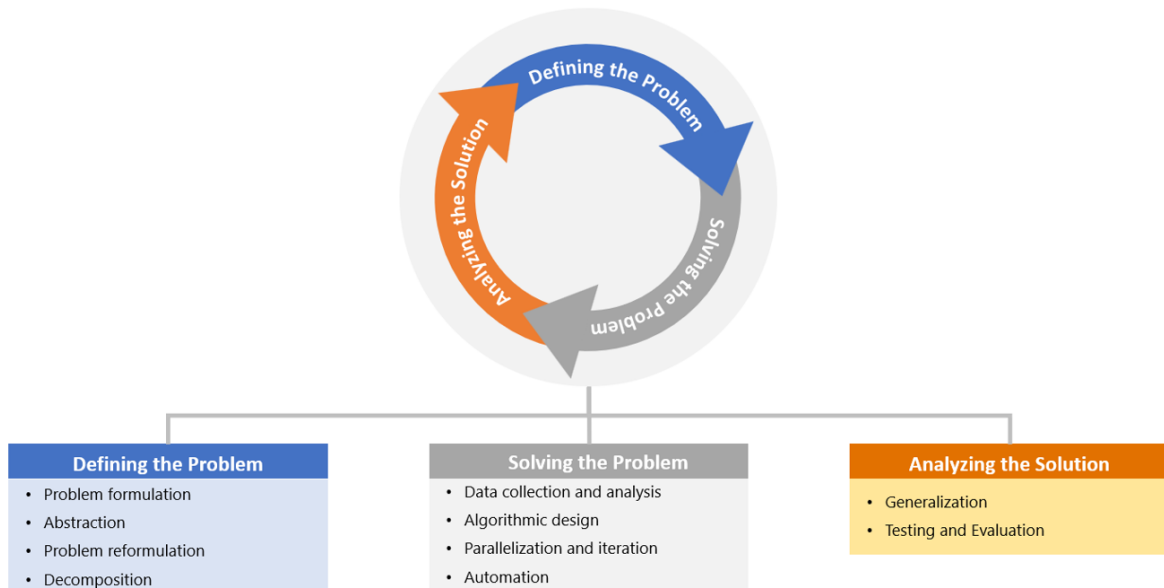 Defining the Problem
Solving the Problem
Analyzing the Solution
Defining the Problem
• Problem formulation
• Abstraction
• Problem reformulation
• Decomposition
Solving the Problem
• Data collection and analysis
• Algorithmic design
• Parallelization and iteration
• Automation
Analyzing the Solution
• Generalization
• Testing and Evaluation